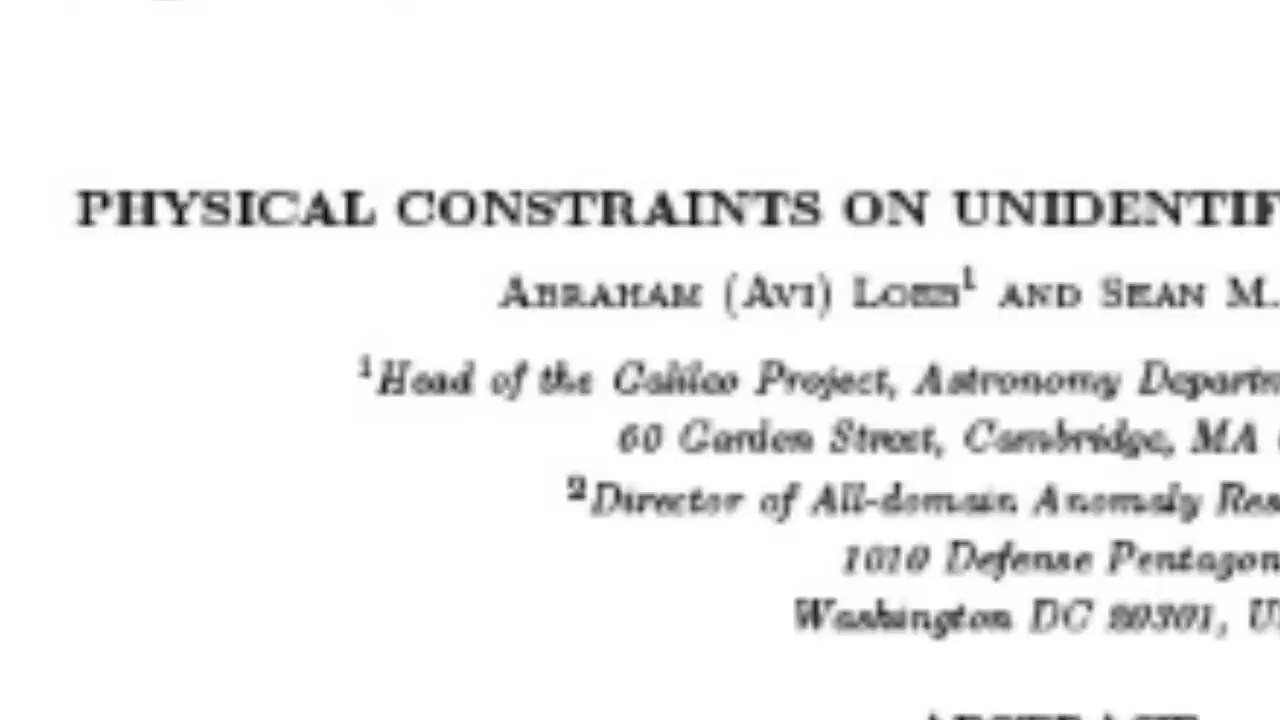 PHYSICAL CONSTRAINTS ON UNIDENTIF
ABRAHAM (AVI) LOEB¹ AND SEAN M.
¹Head of the Galileo Project, Astronomy Departm
60 Garden Street, Cambridge, MA
²Director of All-domain Anomaly Res
1010 Defense Pentagon
Washington DC 20301, U